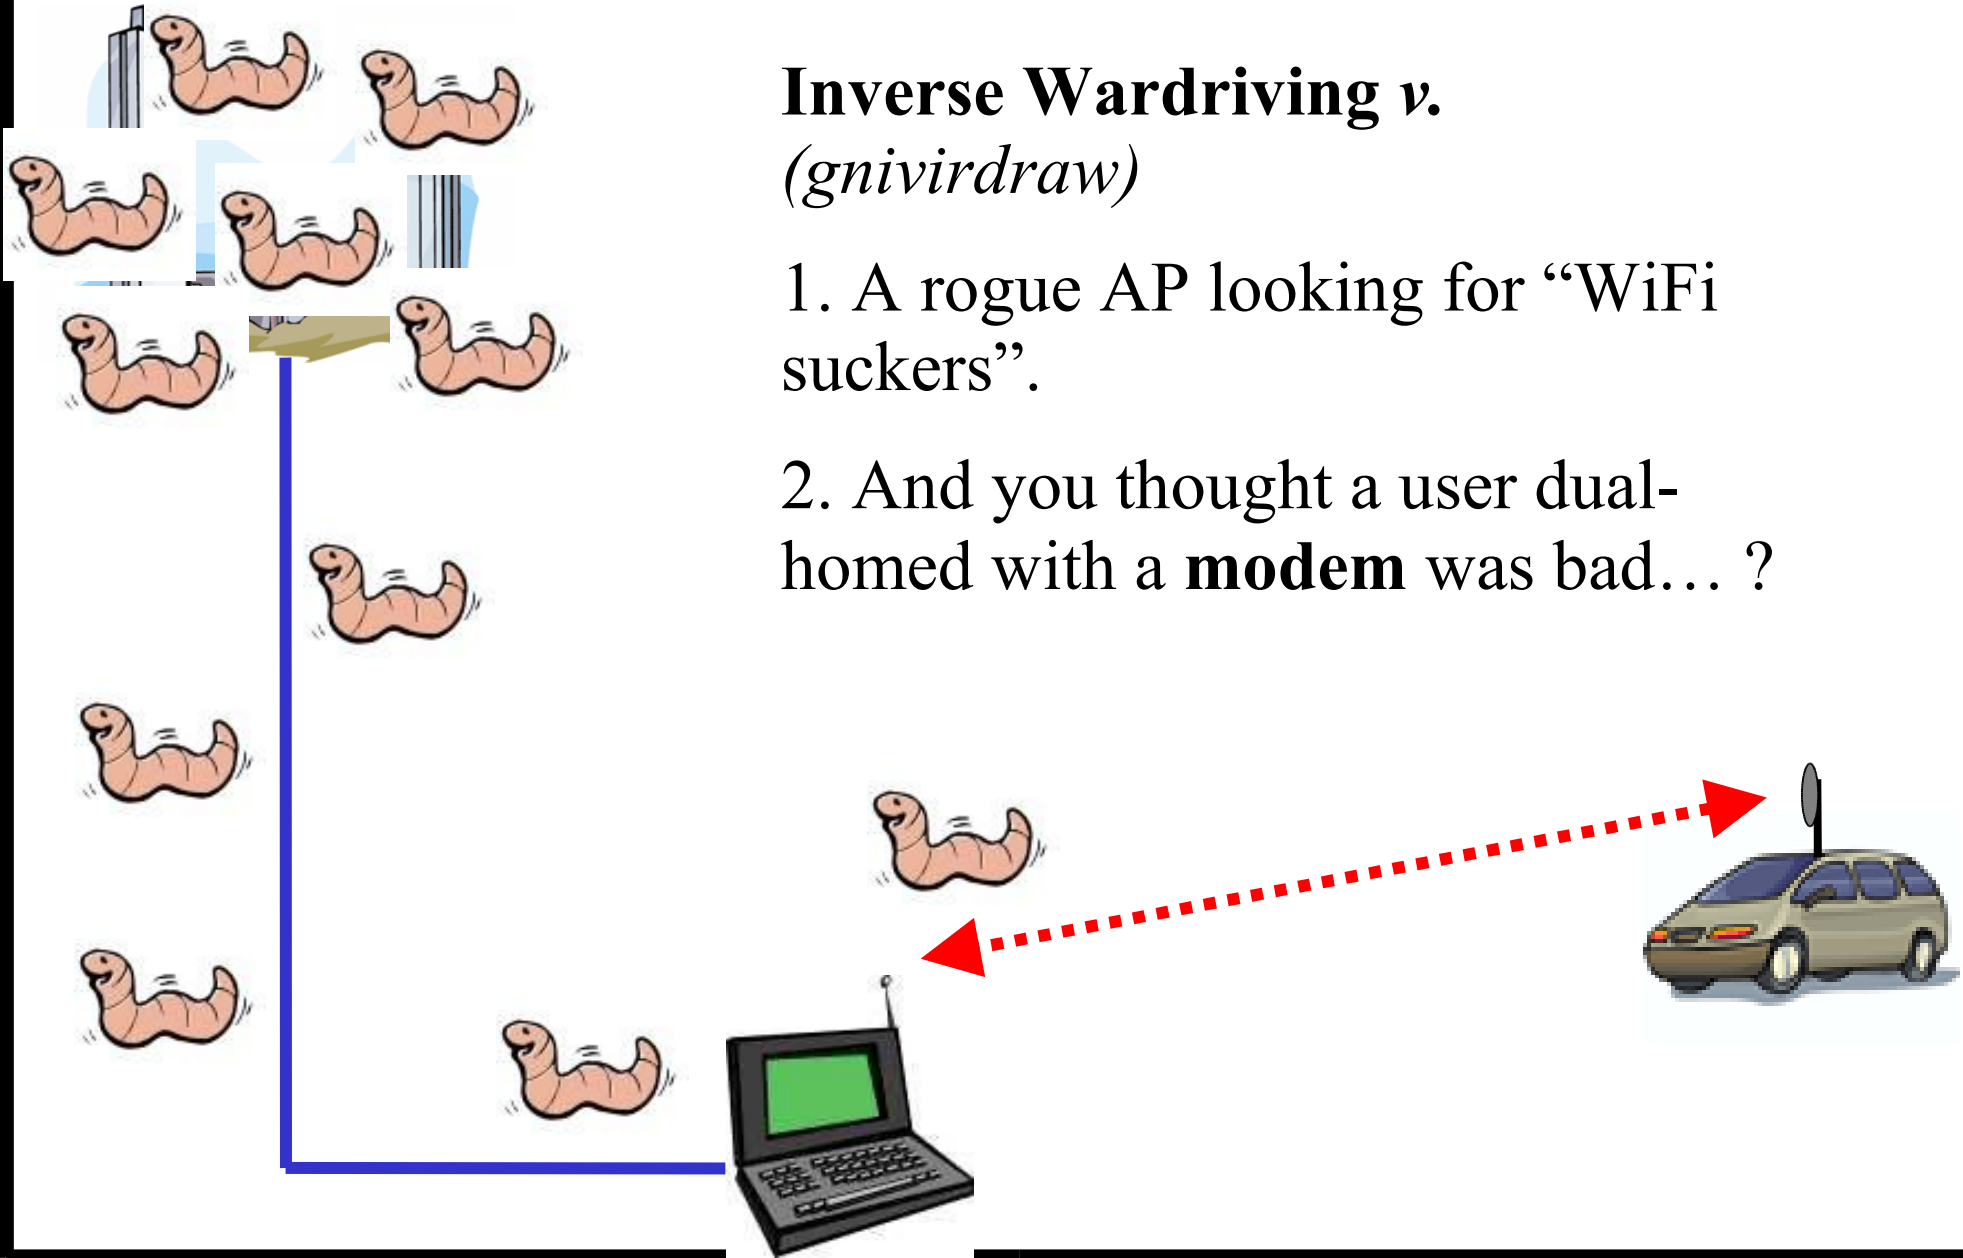 Inverse Wardriving v.
(gnivirdraw)
1. A rogue AP looking for “WiFi
suckers”.
2. And you thought a user dual-
homed with a modem was bad… ?